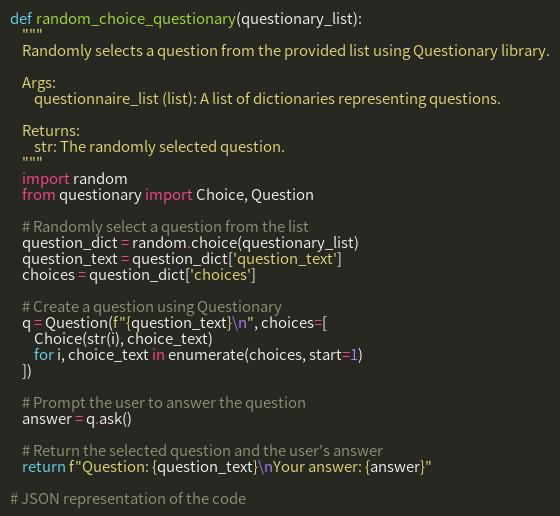 def random_choice_questionary(questionary_list):
    """
    Randomly selects a question from the provided list using Questionary library.

    Args:
        questionnaire_list (list): A list of dictionaries representing questions.

    Returns:
        str: The randomly selected question.
    """
    import random
    from questionary import Choice, Question

    # Randomly select a question from the list
    question_dict = random.choice(questionary_list)
    question_text = question_dict['question_text']
    choices = question_dict['choices']

    # Create a question using Questionary
    q = Question(f"{question_text}\n", choices=[
        Choice(str(i), choice_text)
        for i, choice_text in enumerate(choices, start=1)
    ])

    # Prompt the user to answer the question
    answer = q.ask()

    # Return the selected question and the user's answer
    return f"Question: {question_text}\nYour answer: {answer}"

# JSON representation of the code